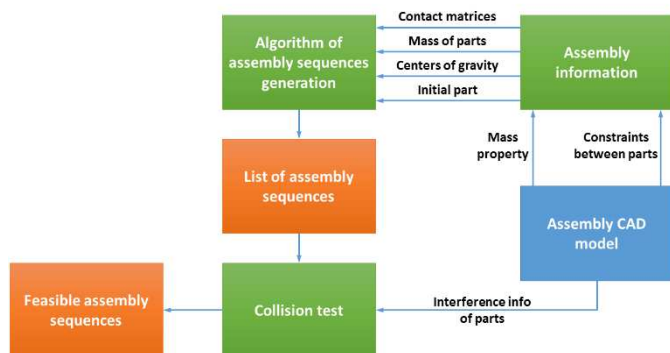 Contact matrices
Algorithm of
assembly sequences
generation
Mass of parts
Centers of gravity
Initial part
Assembly
information
Mass
property
Constraints
between parts
List of assembly
sequences
Assembly CAD
model
Feasible assembly
sequences
Collision test
Interference info
of parts